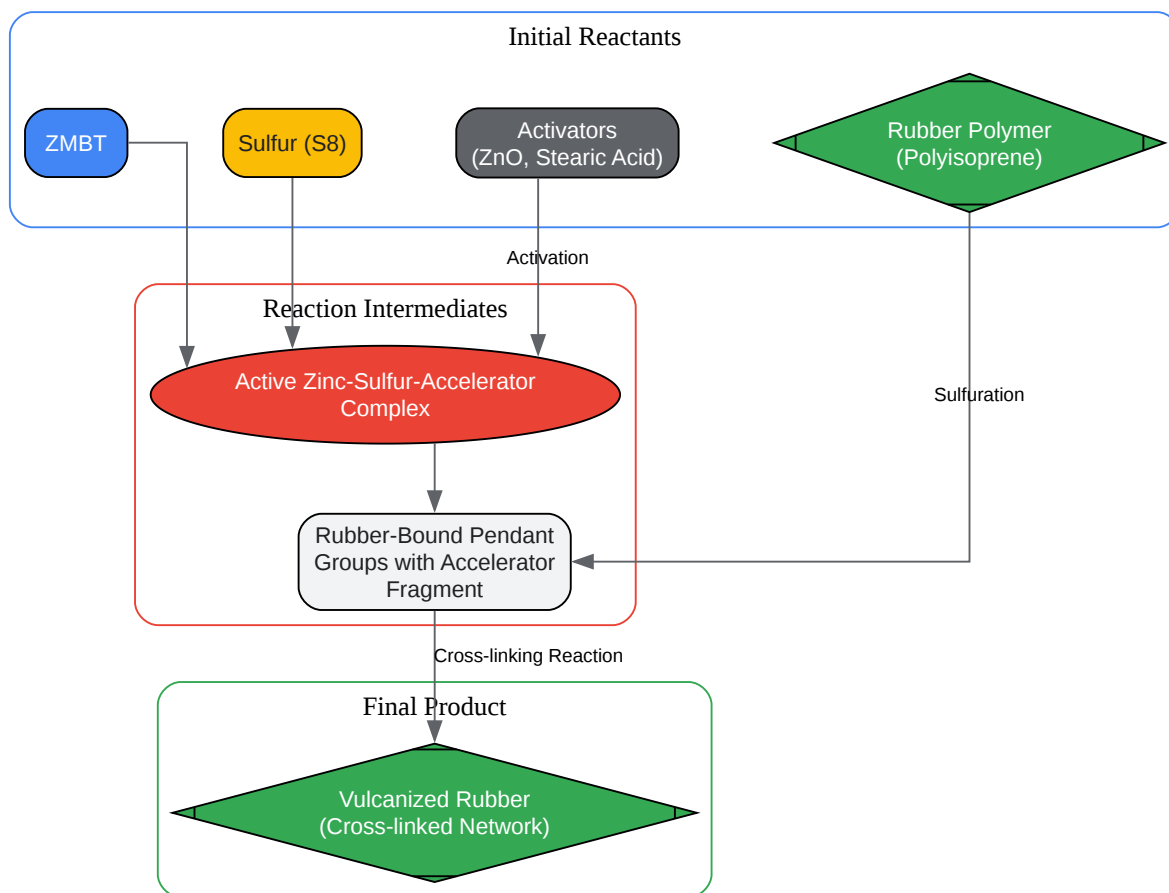 Initial Reactants
ZMBT
Sulfur (S8)
Activators
(ZnO, Stearic Acid)
Rubber Polymer
(Polyisoprene)
Activation
Reaction Intermediates
Active Zinc-Sulfur-Accelerator
Complex
Sulfuration
Rubber-Bound Pendant
Groups with Accelerator
Fragment
Cross-linking Reaction
Final Product
Vulcanized Rubber
(Cross-linked Network)